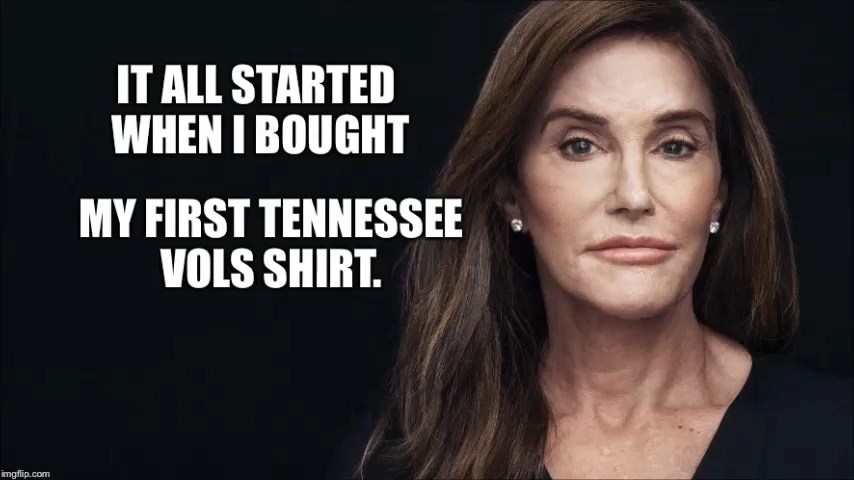 IT ALL STARTED
WHEN I BOUGHT
MY FIRST TENNESSEE
VOLS SHIRT.
imgflip.com